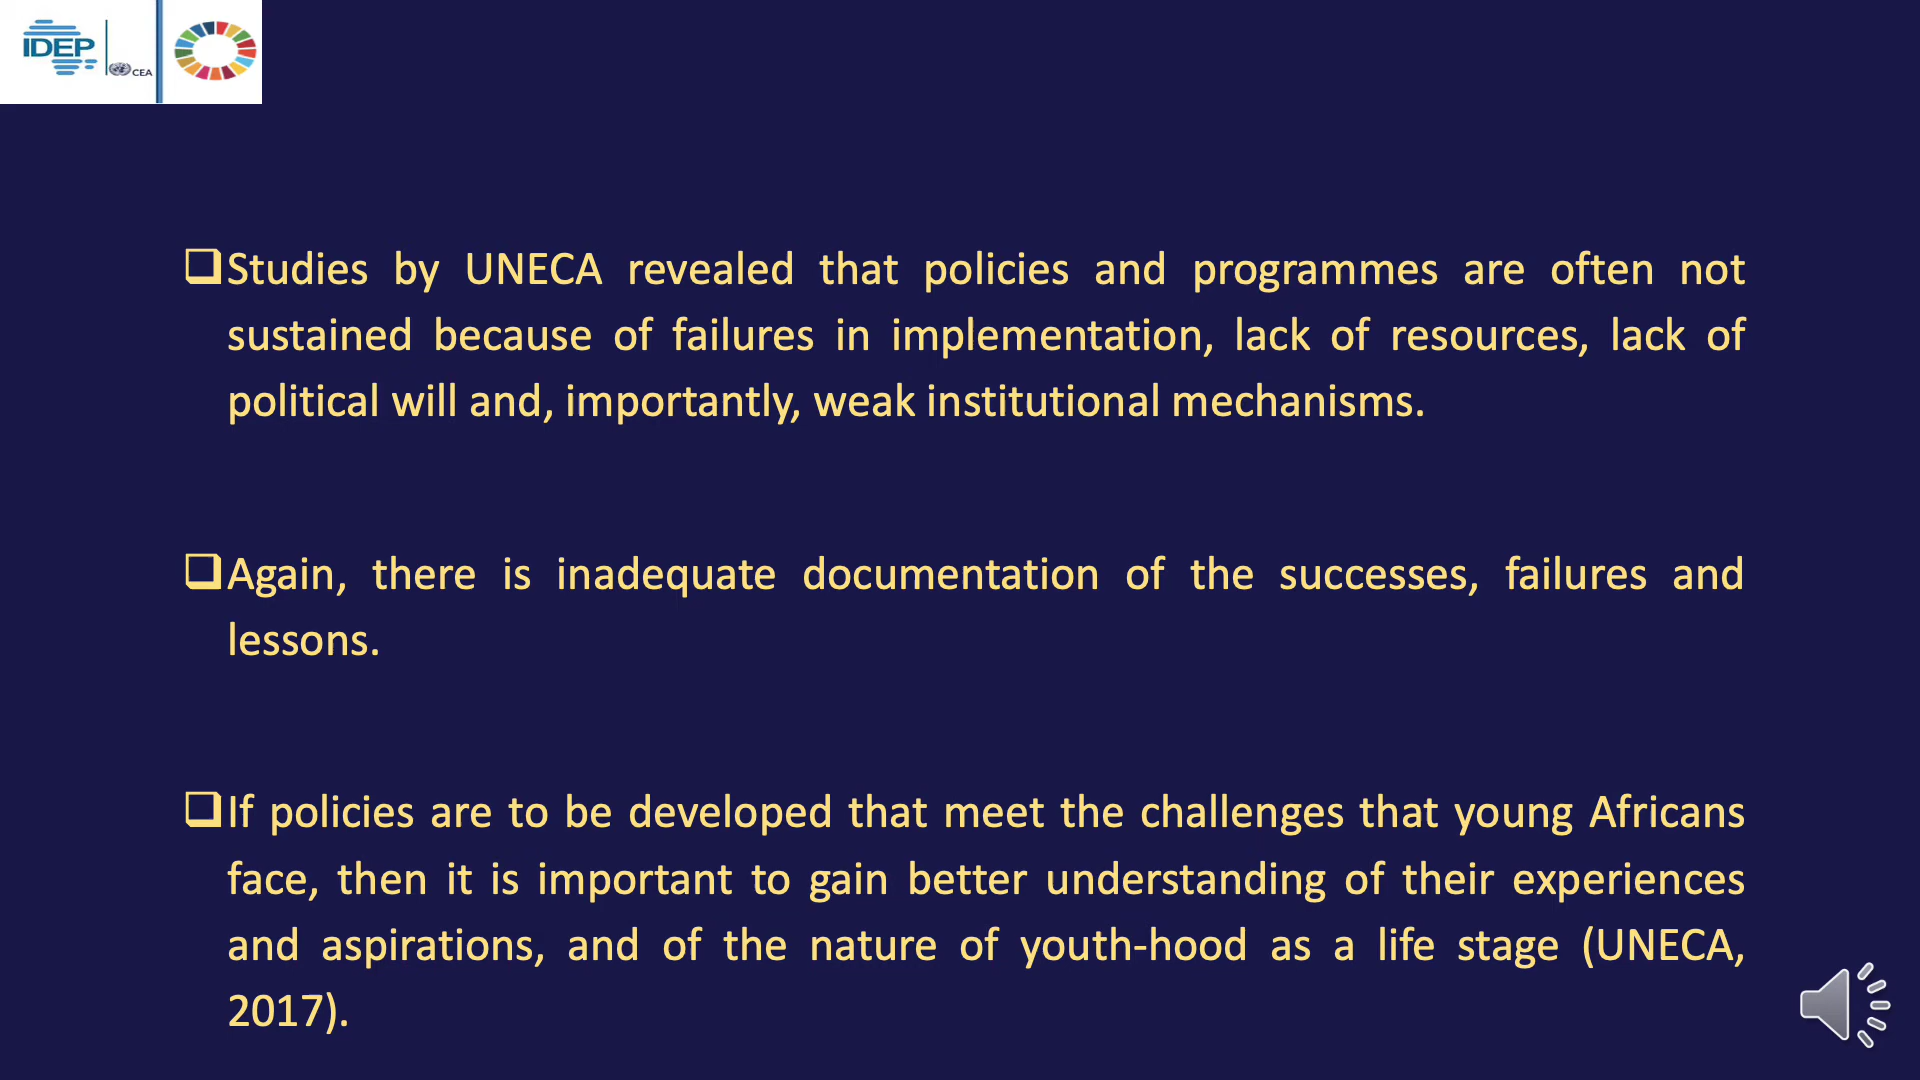 IDEP
CEA
❑Studies by UNECA revealed that policies and programmes are often not
sustained because of failures in implementation, lack of resources, lack of
political will and, importantly, weak institutional mechanisms.
❑Again, there is inadequate documentation of the successes, failures and
lessons.
❑If policies are to be developed that meet the challenges that young Africans
face, then it is important to gain better understanding of their experiences
and aspirations, and of the nature of youth-hood as a life stage (UNECA,
2017).